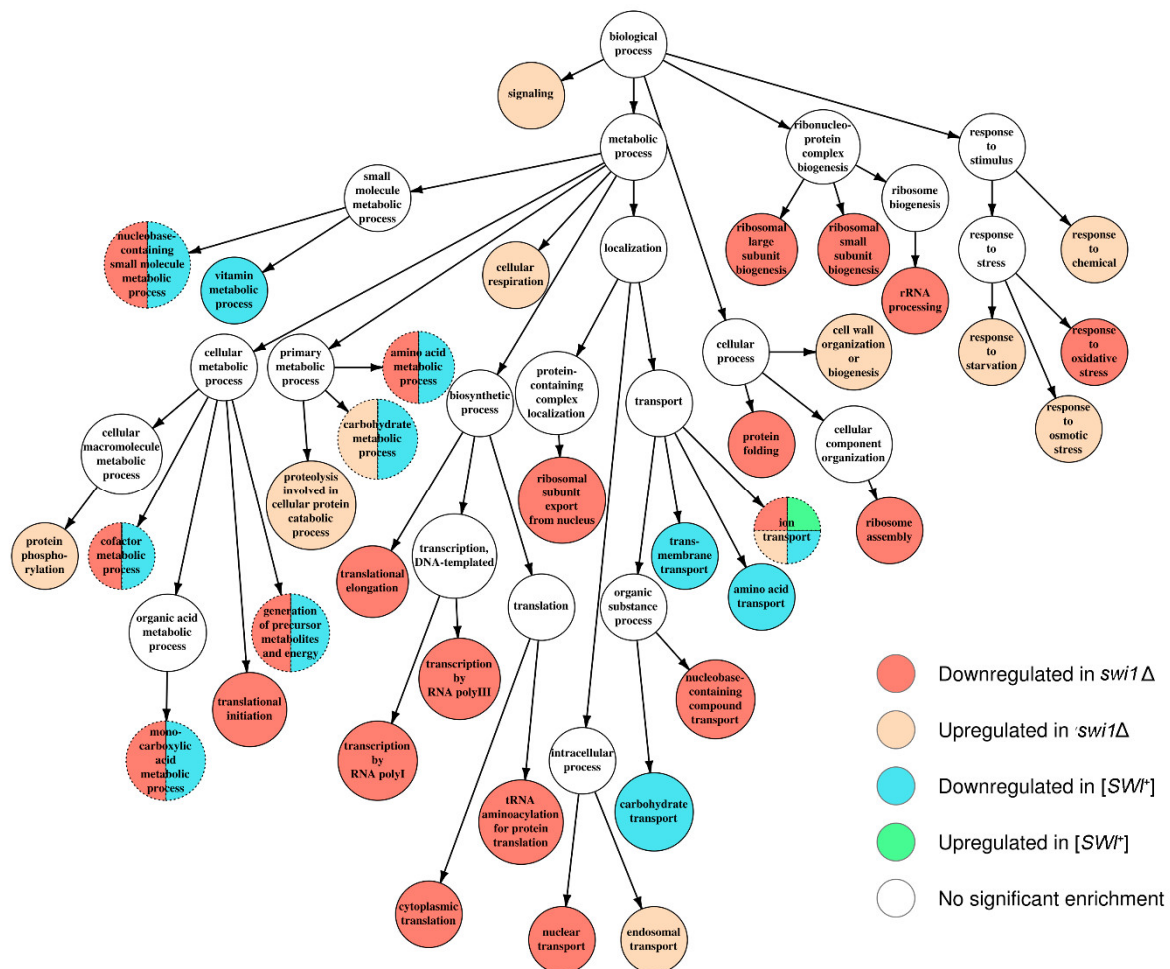 biological
process
signaling
metabolic
process
ribonucleo-
protein
complex
biogenesis
response
to
stimulus
small
molecule
metabolic
process
ribosome
biogenesis
nucleobase-
containing
small molecule
metabolic
process
vitamin
metabolic
process
cellular
respiration
localization
ribosomal
large
subunit
biogenesis
ribosomal
small
subunit
biogenesis
rRNA
processing
response
to
stress
response
to
chemical
cellular
metabolic
process
primary
metabolic
process
amino acid
metabolic
process
biosynthetic
process
protein-
containing
complex
localization
transport
cellular
process
cell wall
organization
or
biogenesis
response
to
starvation
response
to
oxidative
stress
response
to
osmotic
stress
carbohydrate
metabolic
process
cellular
macromolecule
metabolic
process
proteolysis
involved in
cellular protein
catabolic
process
ribosomal
subunit
export
from nucleus
protein
folding
cellular
component
organization
protein
phospho-
rylation
cofactor
metabolic
process
translational
elongation
transcription,
DNA-templated
trans-
membrane
transport
ion
transport
ribosome
assembly
organic acid
metabolic
process
generation
of precursor
metabolites
and energy
translation
organic
substance
process
amino acid
transport
translational
initiation
transcription
by
RNA polyIII
nucleobase-
containing
compound
transport
mono-
carboxylic
acid
metabolic
process
transcription
by
RNA polyI
intracellular
process
tRNA
aminoacylation
for protein
translation
carbohydrate
transport
cytoplasmic
translation
nuclear
transport
endosomal
transport
Downregulated in swi1Δ
Upregulated in swi1Δ
Downregulated in [SWI⁺]
Upregulated in [SWI⁺]
No significant enrichment